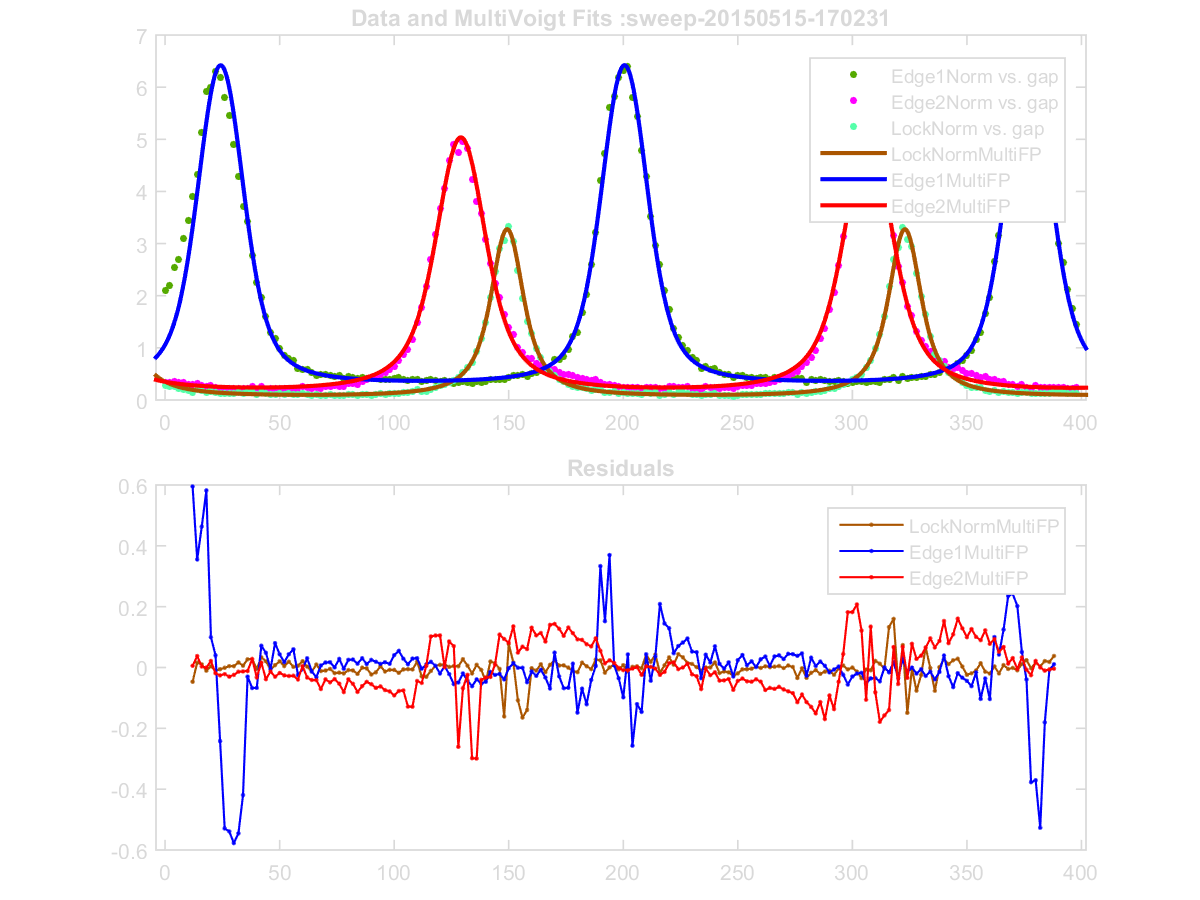 Data and MultiVoigt Fits :sweep-20150515-170231
7
6
5
4
3
2
1
0
Edge1Norm vs. gap
Edge2Norm vs. gap
LockNorm vs. gap
LockNormMultiFP
Edge1MultiFP
Edge2MultiFP
0 50 100 150 200 250 300 350 400
Residuals
0.6
0.4
0.2
0
-0.2
-0.4
-0.6
LockNormMultiFP
Edge1MultiFP
Edge2MultiFP
0 50 100 150 200 250 300 350 400